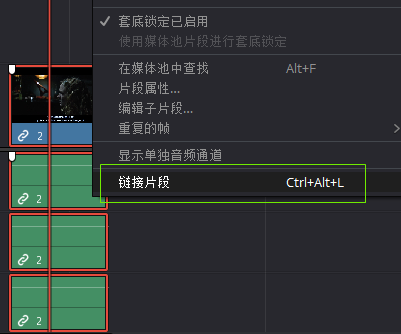 套底锁定已启用
使用媒体池片段进行套底锁定
在媒体池中查找 Alt+F
片段属性...
编辑子片段...
重复的帧
显示单独音频通道
链接片段 Ctrl+Alt+L
2
2
2
2